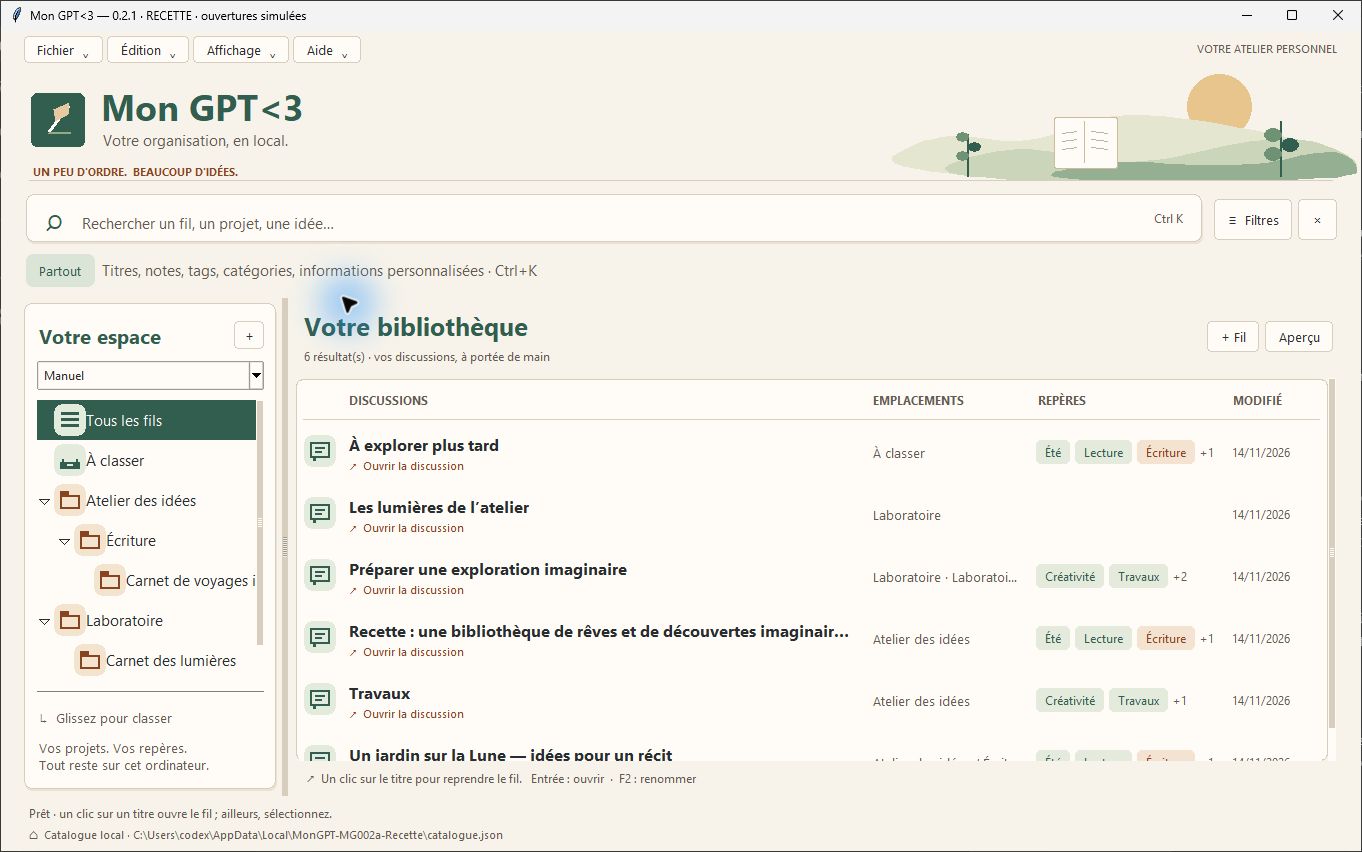 Mon GPT<3 — 0.2.1 · RECETTE · ouvertures simulées
Fichier Édition Affichage Aide
VOTRE ATELIER PERSONNEL
Mon GPT<3
Votre organisation, en local.
UN PEU D'ORDRE. BEAUCOUP D'IDÉES.
Rechercher un fil, un projet, une idée… Ctrl K
Filtres ×
Partout Titres, notes, tags, catégories, informations personnalisées · Ctrl+K
Votre espace +
Manuel
Tous les fils
À classer
Atelier des idées
Écriture
Carnet de voyages i
Laboratoire
Carnet des lumières
↳ Glissez pour classer
Vos projets. Vos repères.
Tout reste sur cet ordinateur.
Votre bibliothèque
6 résultat(s) · vos discussions, à portée de main
+ Fil Aperçu
DISCUSSIONS EMPLACEMENTS REPÈRES MODIFIÉ
À explorer plus tard
↗ Ouvrir la discussion
À classer Été Lecture Écriture +1 14/11/2026
Les lumières de l’atelier
↗ Ouvrir la discussion
Laboratoire 14/11/2026
Préparer une exploration imaginaire
↗ Ouvrir la discussion
Laboratoire · Laboratoi… Créativité Travaux +2 14/11/2026
Recette : une bibliothèque de rêves et de découvertes imaginair…
↗ Ouvrir la discussion
Atelier des idées Été Lecture Écriture +1 14/11/2026
Travaux
↗ Ouvrir la discussion
Atelier des idées Créativité Travaux +1 14/11/2026
Un jardin sur la Lune — idées pour un récit
↗ Un clic sur le titre pour reprendre le fil. Entrée : ouvrir · F2 : renommer
Prêt · un clic sur un titre ouvre le fil ; ailleurs, sélectionnez.
Catalogue local · C:\Users\codex\AppData\Local\MonGPT-MG002a-Recette\catalogue.json